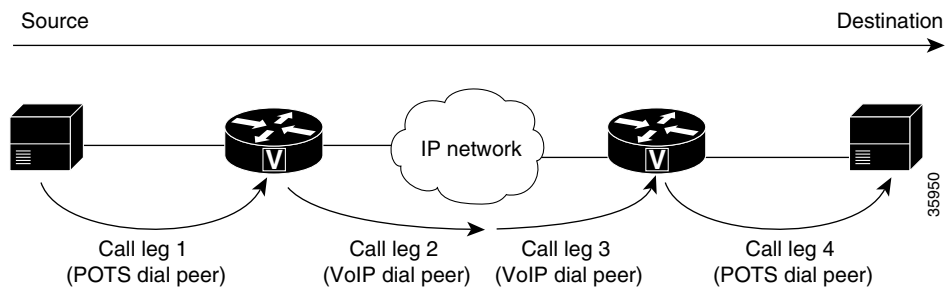 Source
Destination
V
IP network
V
35950
Call leg 1
(POTS dial peer)
Call leg 2
(VoIP dial peer)
Call leg 3
(VoIP dial peer)
Call leg 4
(POTS dial peer)